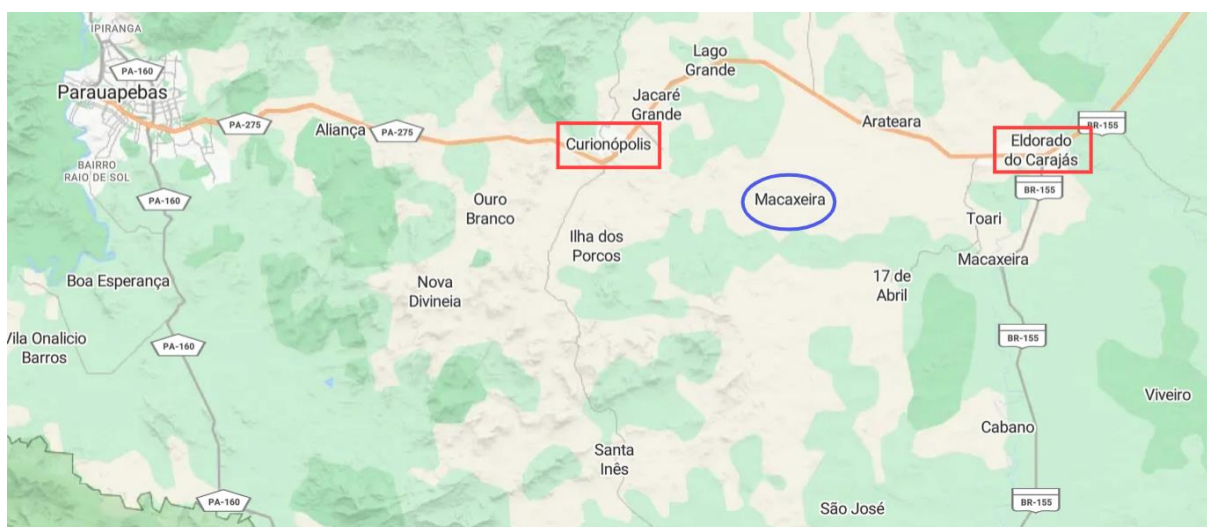 IPIRANGA
PA-160
Parauapebas
PA-275
Aliança
PA-275
BAIRRO
RAIO DE SOL
PA-160
Boa Esperança
Vila Onalicio
Barros
PA-160
PA-160
Lago
Grande
Jacaré
Grande
Curionópolis
Ouro
Branco
Ilha dos
Porcos
Nova
Divineia
Santa
Inês
Arateara
Macaxeira
BR-155
Eldorado
do Carajás
BR-155
Toari
Macaxeira
17 de
Abril
BR-155
Viveiro
Cabano
São José
BR-155